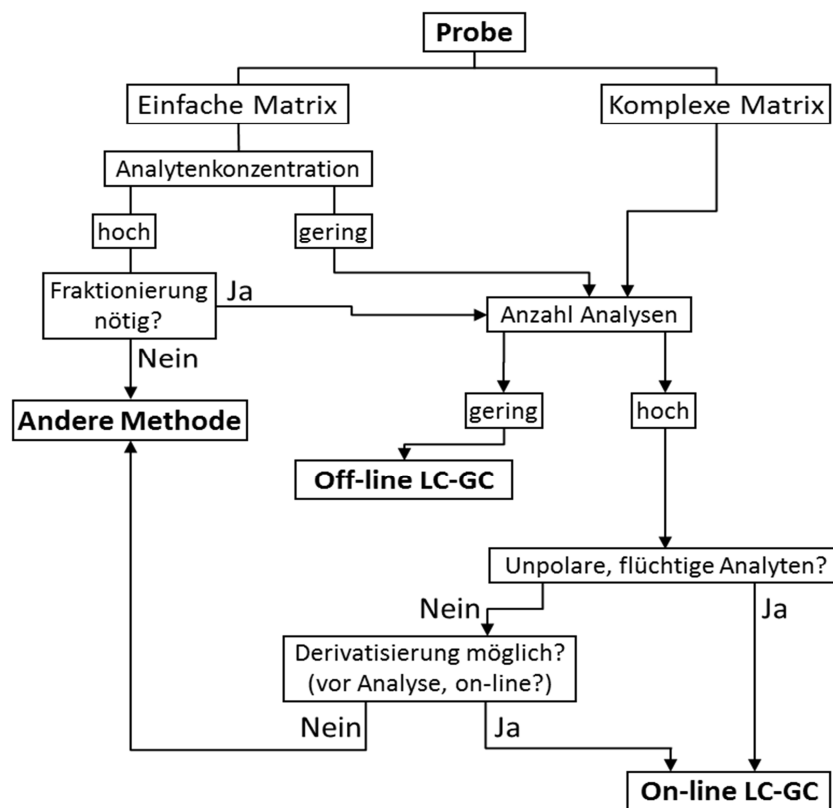 Probe
Einfache Matrix
Komplexe Matrix
Analytenkonzentration
hoch
gering
Fraktionierung
nötig?
Ja
Anzahl Analysen
Nein
gering
hoch
Andere Methode
Off-line LC-GC
Unpolare, flüchtige Analyten?
Nein
Ja
Derivatisierung möglich?
(vor Analyse, on-line?)
Nein
Ja
On-line LC-GC